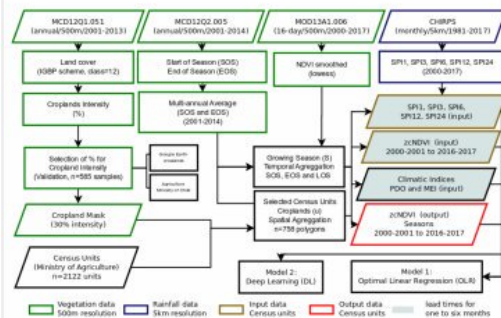 MCD12Q1.051
(annual/500m/2001-2013)
MCD12Q2.005
(annual/500m/2001-2014)
MOD13A1.006
(16-day/500m/2000-2017)
CHIRPS
(monthly/5km/1981-2017)
Land cover
(IGBP scheme, class=12)
Start of Season (SOS)
End of Season (EOS)
NDVI smoothed
(lowess)
SPI1, SPI3, SPI6, SPI12, SPI24
(2000-2017)
Croplands Intensity
(%)
Multi-annual Average
(SOS and EOS)
(2001-2014)
SPI1, SPI3, SPI6,
SPI12, SPI24 (input)
Selection of % for
Cropland Intensity
(Validation, n=585 samples)
Google Earth
Growing Season (S)
Temporal Agreggation
SOS, EOS and LOS
zcNDVI (input)
2000-2001 to 2016-2017
Climatic Indices
PDO and MEI (input)
Selected Census Units
Croplands (u)
Spatial Agregation
n=758 polygons
Cropland Mask
(30% intensity)
zcNDVI (output)
Seasons
2000-2001 to 2016-2017
Census Units
(Ministry of Agriculture)
n=2122 units
Model 2:
Deep Learning (DL)
Model 1:
Optimal Linear Regression (OLR)
Vegetation data
500m resolution
Rainfall data
5km resolution
Input data
Census units
Output data
Census units
lead times for
one to six months